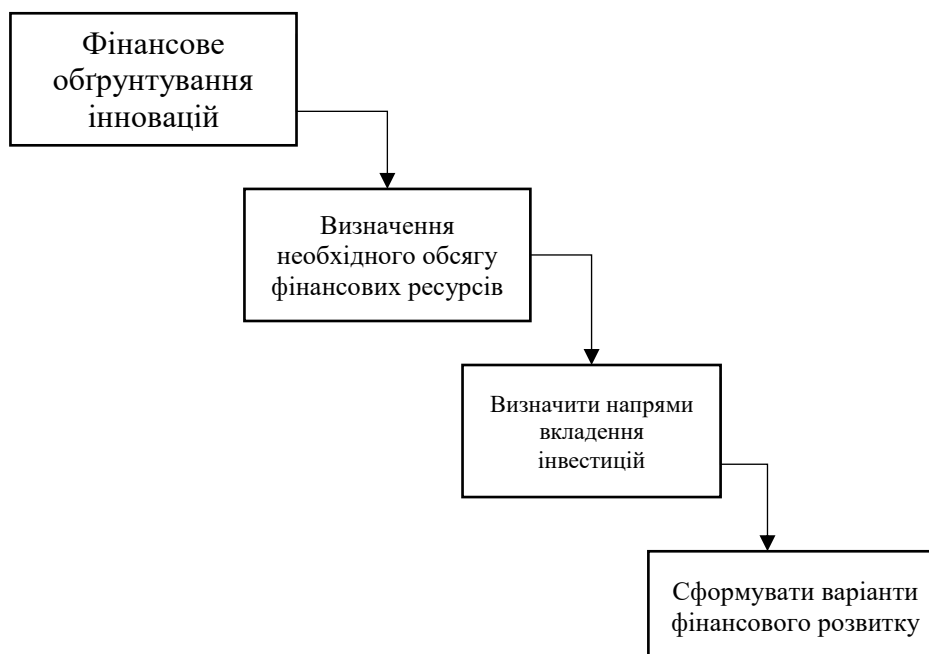 Фінансове
обґрунтування
інновацій
Визначення
необхідного обсягу
фінансових ресурсів
Визначити напрями
вкладення
інвестицій
Сформувати варіанти
фінансового розвитку